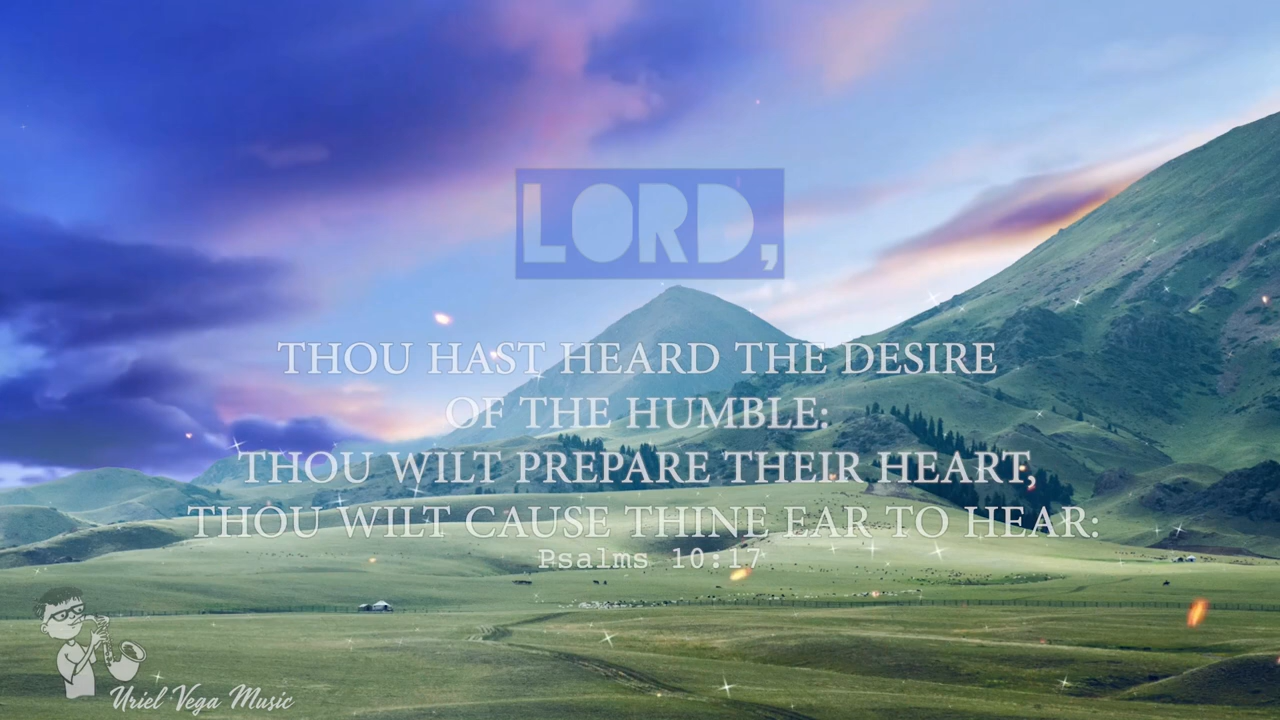 LORD,
THOU HAST HEARD THE DESIRE
OF THE HUMBLE:
THOU WILT PREPARE THEIR HEART,
THOU WILT CAUSE THINE EAR TO HEAR:
Psalms 10:17
Uriel Vega Music